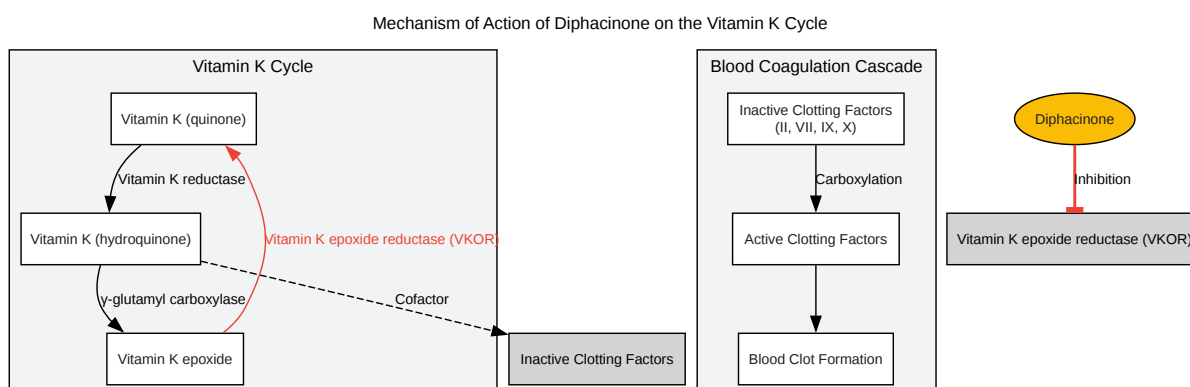 Mechanism of Action of Diphacinone on the Vitamin K Cycle
Vitamin K Cycle
Vitamin K (quinone)
Vitamin K reductase
Vitamin K (hydroquinone)
Vitamin K epoxide reductase (VKOR)
γ-glutamyl carboxylase
Cofactor
Vitamin K epoxide
Inactive Clotting Factors
Blood Coagulation Cascade
Inactive Clotting Factors
(II, VII, IX, X)
Carboxylation
Active Clotting Factors
Blood Clot Formation
Diphacinone
Inhibition
Vitamin K epoxide reductase (VKOR)